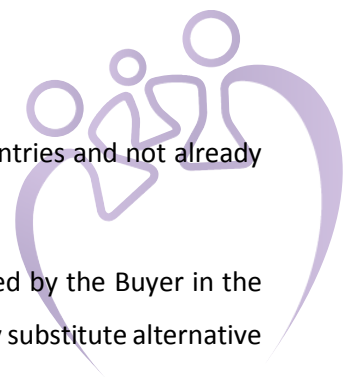 ntries and not already
ed by the Buyer in the
substitute alternative